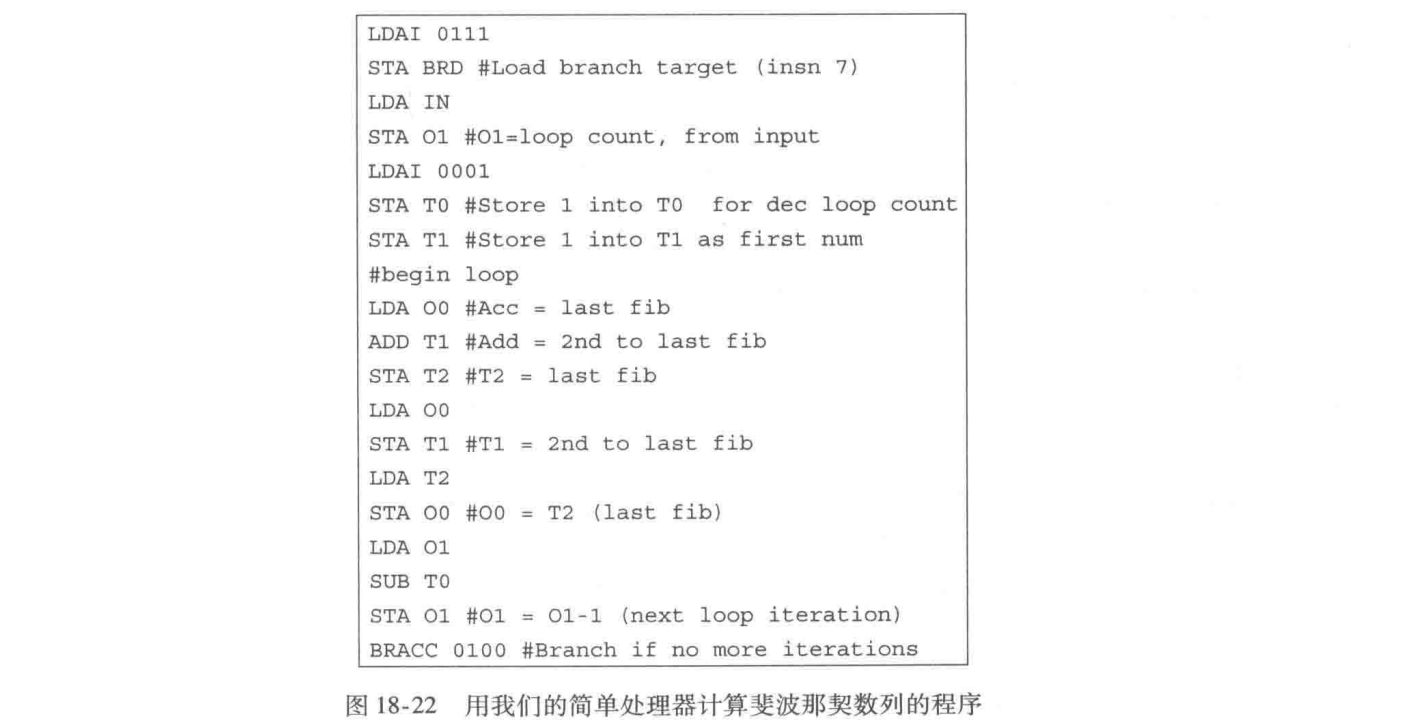 LDAI 0111
STA BRD #Load branch target (insn 7)
LDA IN
STA O1 #O1=loop count, from input
LDAI 0001
STA T0 #Store 1 into T0  for dec loop count
STA T1 #Store 1 into T1 as first num
#begin loop
LDA O0 #Acc = last fib
ADD T1 #Add = 2nd to last fib
STA T2 #T2 = last fib
LDA O0
STA T1 #T1 = 2nd to last fib
LDA T2
STA O0 #O0 = T2 (last fib)
LDA O1
SUB T0
STA O1 #O1 = O1-1 (next loop iteration)
BRACC 0100 #Branch if no more iterations
图 18-22 用我们的简单处理器计算斐波那契数列的程序